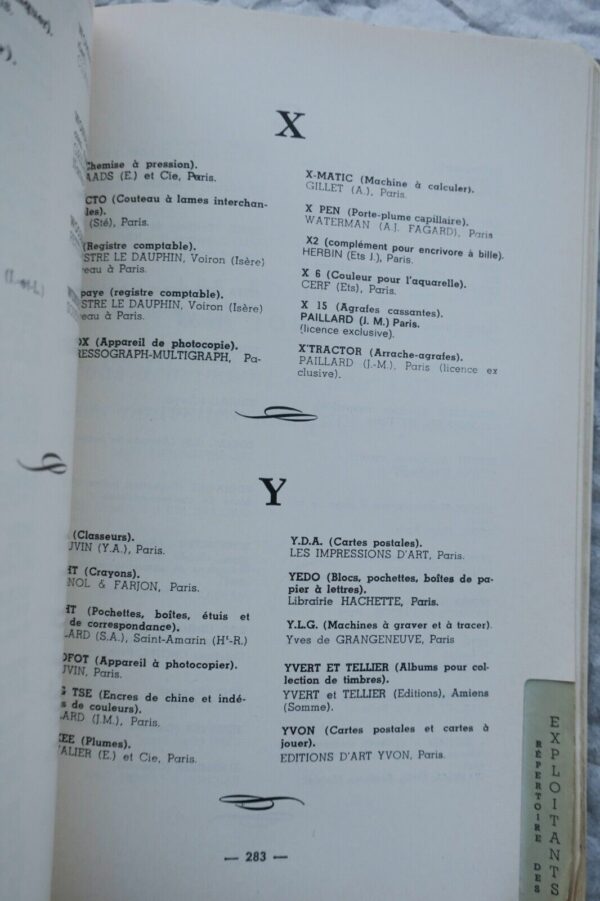 X
Chemise à pression).
AADS (E.) et Cie, Paris.
CTO (Couteau à lames interchan-
les).
(Sté), Paris.
(Registre comptable).
STRE LE DAUPHIN, Voiron (Isère)
eau à Paris.
paye (registre comptable).
STRE LE DAUPHIN, Voiron (Isère)
eau à Paris.
OX (Appareil de photocopie).
RESSOGRAPH-MULTIGRAPH, Pa-
X-MATIC (Machine à calculer).
GILLET (A.), Paris.
X PEN (Porte-plume capillaire).
WATERMAN (A.J. FAGARD), Paris
X2 (complément pour encrivore à bille).
HERBIN (Ets J.), Paris.
X 6 (Couleur pour l'aquarelle).
CERF (Ets), Paris.
X 15 (Agrafes cassantes).
PAILLARD (J. M.) Paris.
(licence exclusive).
X'TRACTOR (Arrache-agrafes).
PAILLARD (J.-M.), Paris (licence ex
clusive).
Y
(Classeurs).
UVIN (Y.A.), Paris.
HT (Crayons).
NOL & FARJON, Paris.
HT (Pochettes, boîtes, étuis et
de correspondance).
LARD (S.A.), Saint-Amarin (Ht-R.)
OFOT (Appareil à photocopier).
UVIN, Paris.
G TSE (Encres de chine et indé-
s de couleurs).
ARD (J.M.), Paris.
KEE (Plumes).
ALIER (E.) et Cie, Paris.
Y.D.A. (Cartes postales).
LES IMPRESSIONS D'ART, Paris.
YEDO (Blocs, pochettes, boîtes de pa-
pier à lettres).
Librairie HACHETTE, Paris.
Y.L.G. (Machines à graver et à tracer).
Yves de GRANGENEUVE, Paris
YVERT ET TELLIER (Albums pour col-
lection de timbres).
YVERT et TELLIER (Editions), Amiens
(Somme).
YVON (Cartes postales et cartes à
jouer).
EDITIONS D'ART YVON, Paris.
— 283 —
RÉPERTOIRE DES
EXPLOITANTS